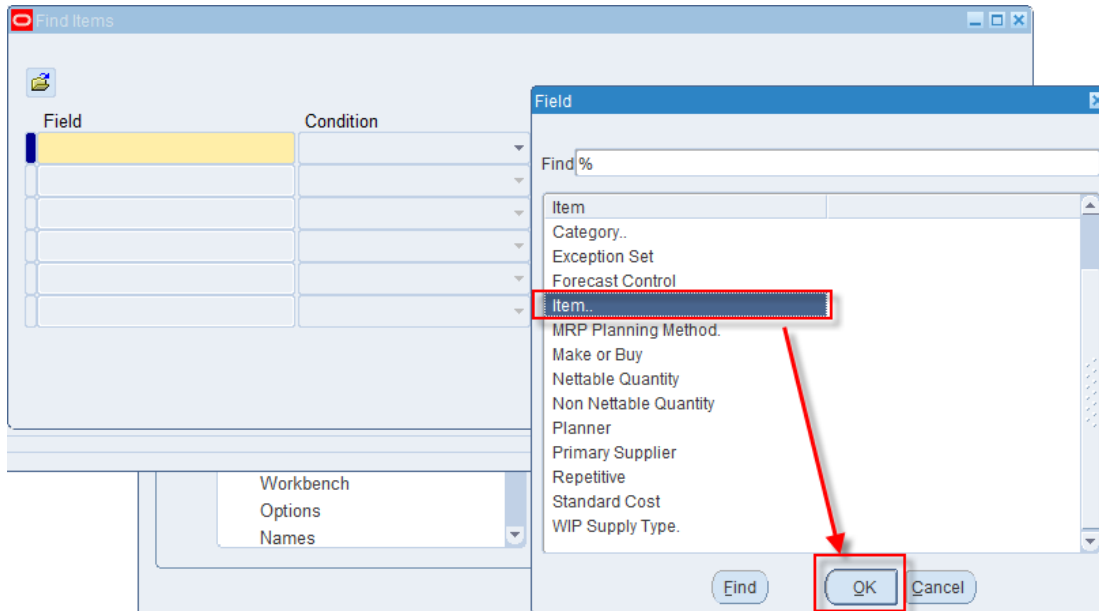 Find Items
Field Condition
Field
Find %
Item
Category..
Exception Set
Forecast Control
Item..
MRP Planning Method.
Make or Buy
Nettable Quantity
Non Nettable Quantity
Planner
Primary Supplier
Repetitive
Standard Cost
WIP Supply Type.
Find OK Cancel
Workbench
Options
Names